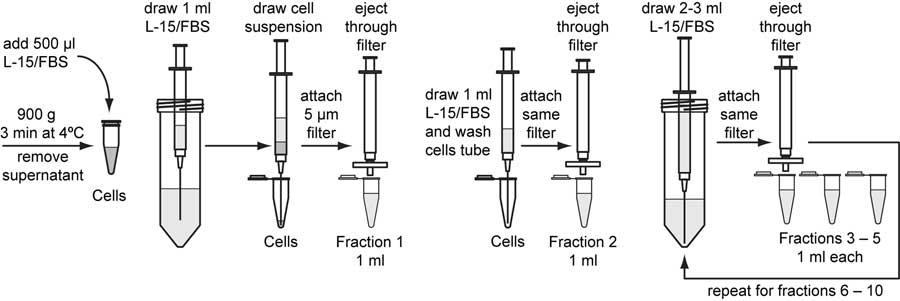 add 500 µl
L-15/FBS
900 g
3 min at 4ºC
remove
supernatant
Cells
draw 1 ml
L-15/FBS
draw cell
suspension
Cells
attach
5 µm
filter
eject
through
filter
Fraction 1
1 ml
draw 1 ml
L-15/FBS
and wash
cells tube
Cells
attach
same
filter
eject
through
filter
Fraction 2
1 ml
draw 2-3 ml
L-15/FBS
attach
same
filter
eject
through
filter
Fractions 3 – 5
1 ml each
repeat for fractions 6 – 10